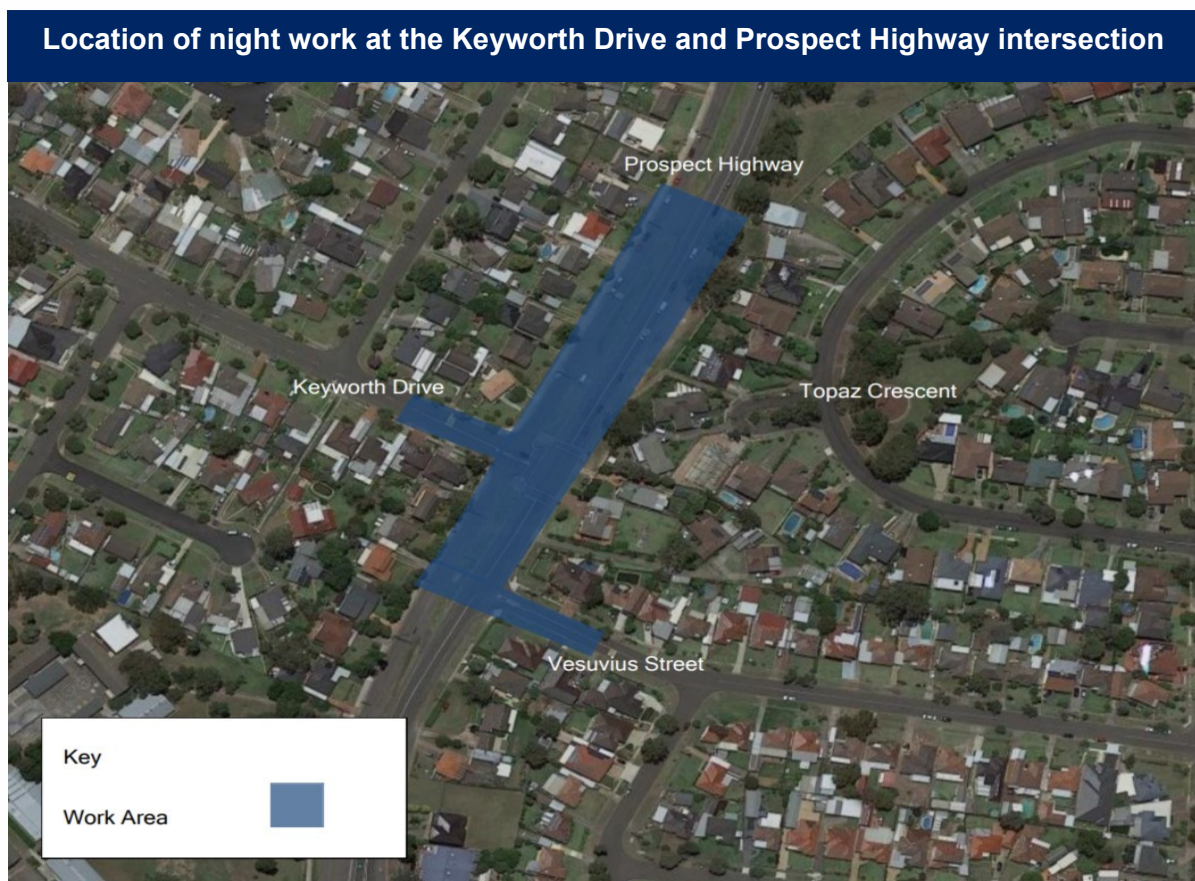 Location of night work at the Keyworth Drive and Prospect Highway intersection
Prospect Highway
Keyworth Drive
Topaz Crescent
Vesuvius Street
Key
Work Area